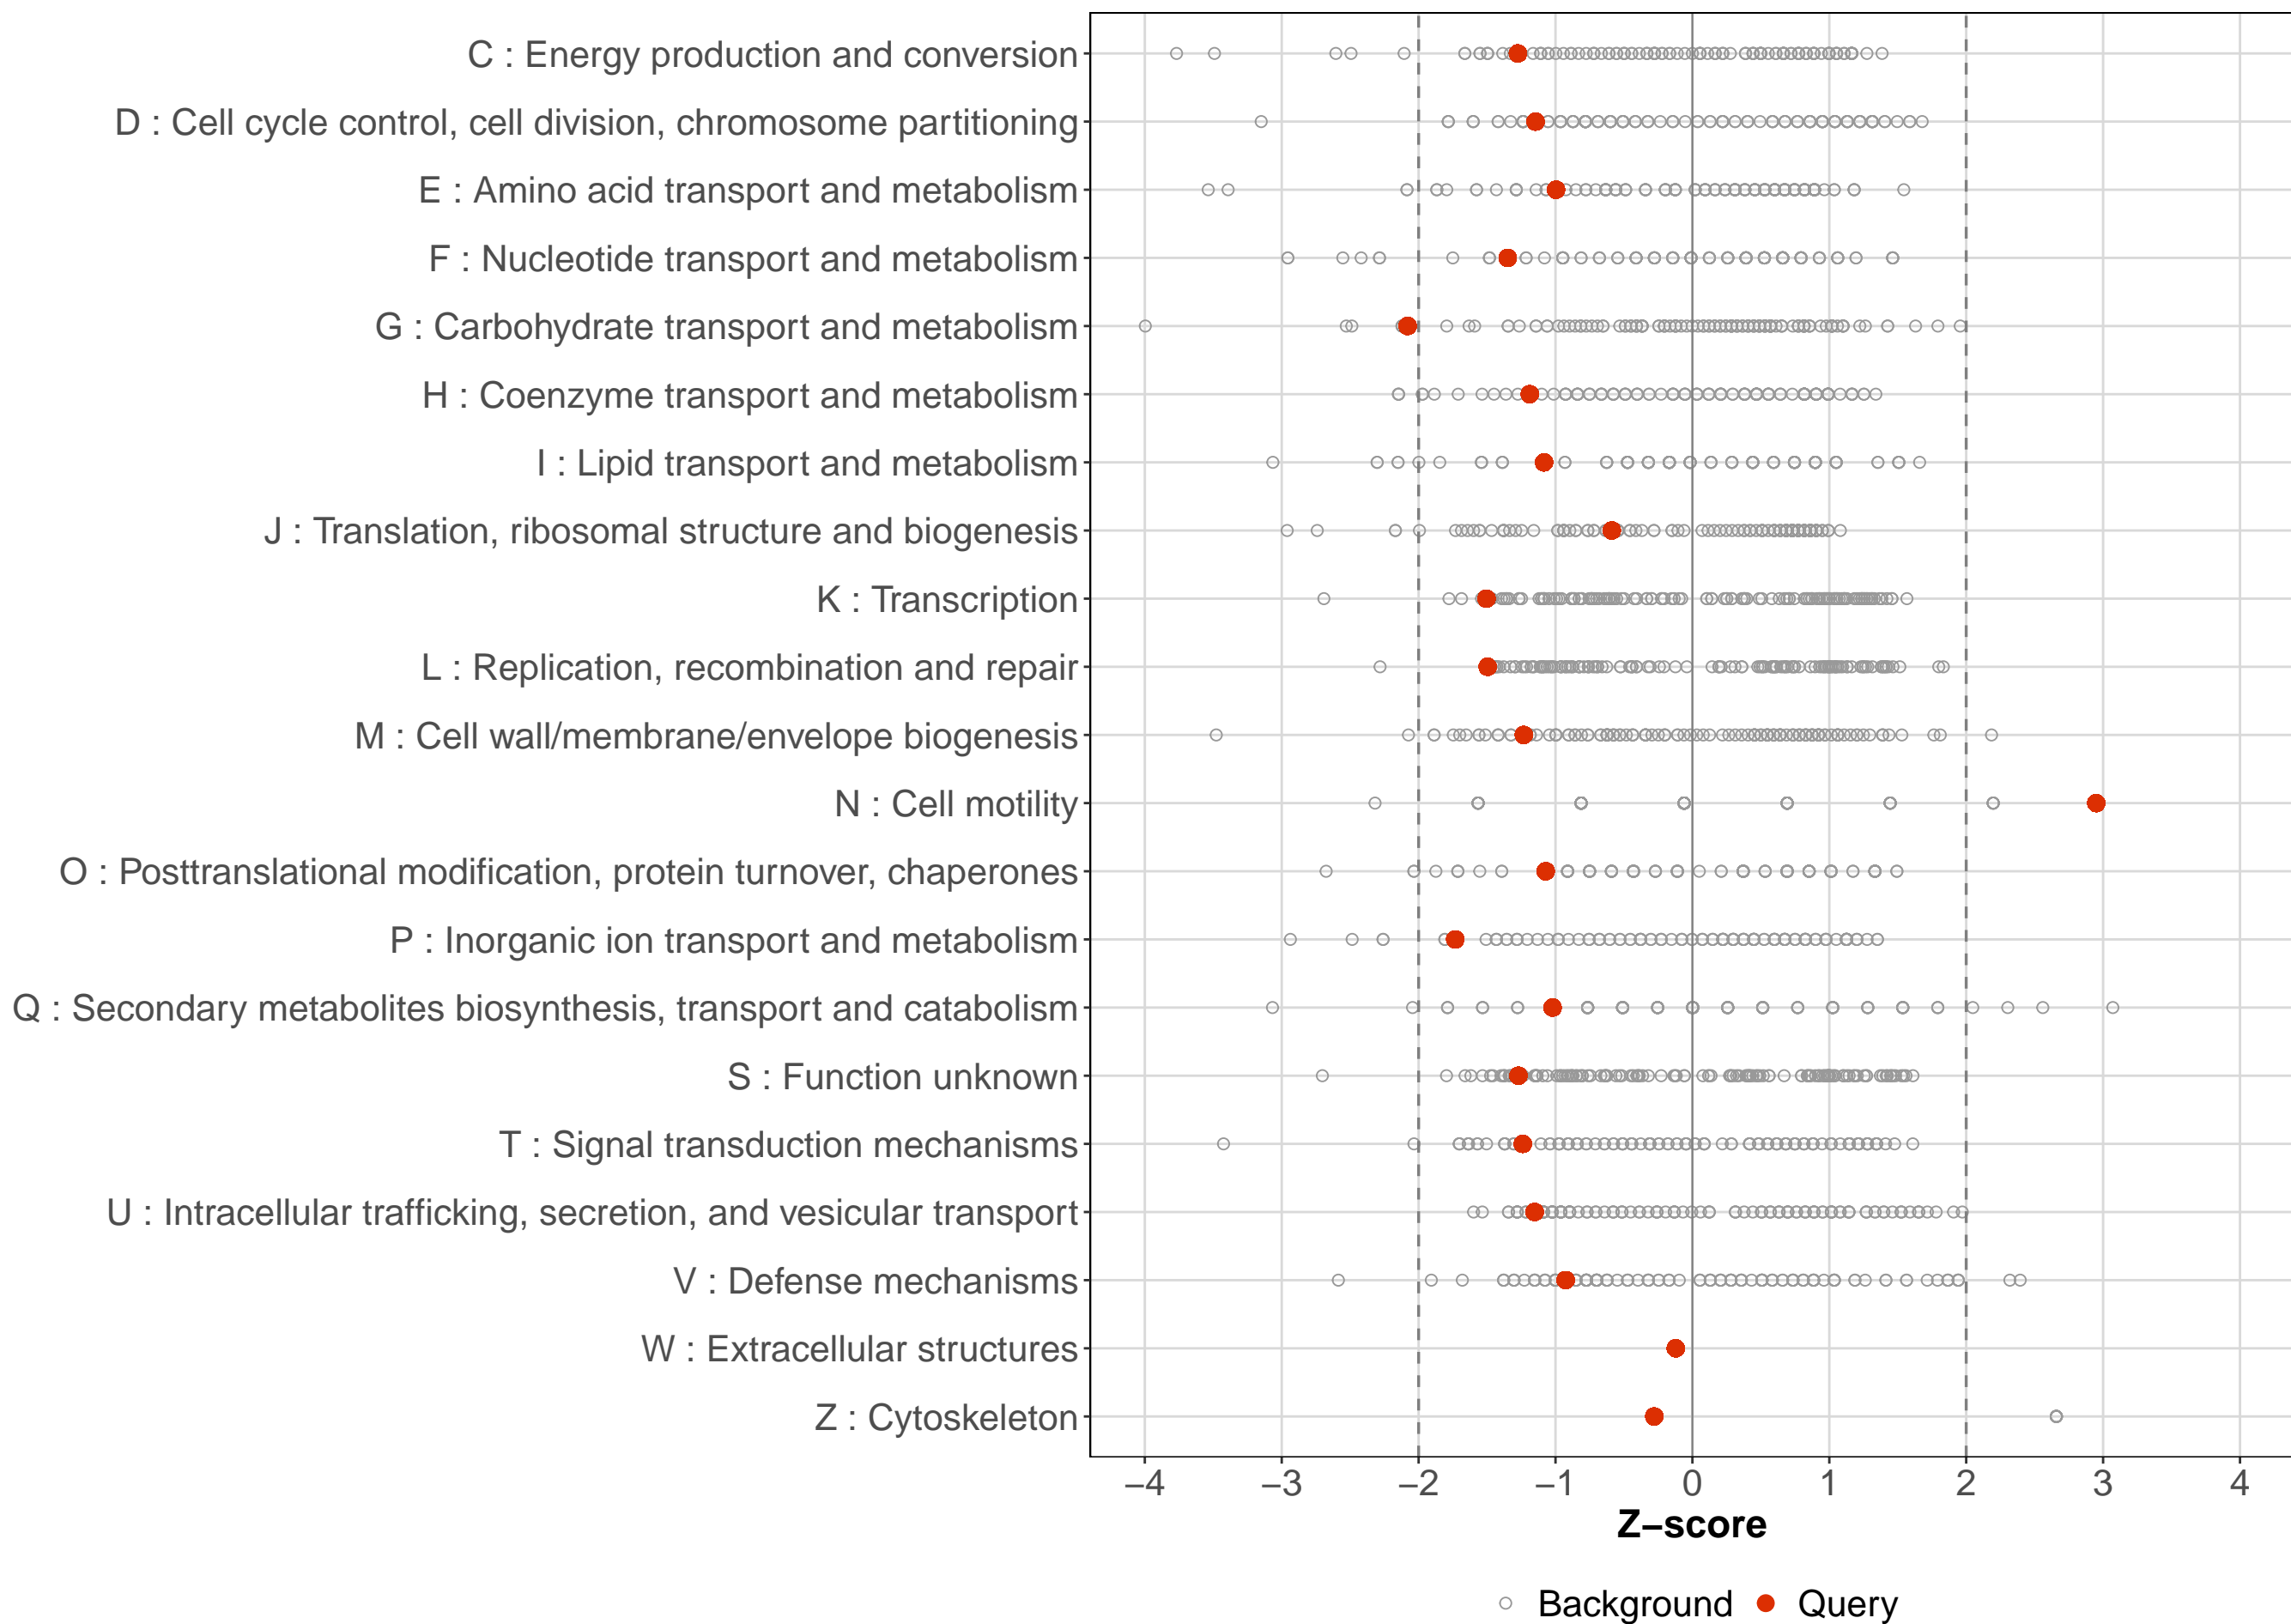 C : Energy production and conversion
D : Cell cycle control, cell division, chromosome partitioning
E : Amino acid transport and metabolism
F : Nucleotide transport and metabolism
G : Carbohydrate transport and metabolism
H : Coenzyme transport and metabolism
I : Lipid transport and metabolism
J : Translation, ribosomal structure and biogenesis
K : Transcription
L : Replication, recombination and repair
M : Cell wall/membrane/envelope biogenesis
N : Cell motility
O : Posttranslational modification, protein turnover, chaperones
P : Inorganic ion transport and metabolism
Q : Secondary metabolites biosynthesis, transport and catabolism
S : Function unknown
T : Signal transduction mechanisms
U : Intracellular trafficking, secretion, and vesicular transport
V : Defense mechanisms
W : Extracellular structures
Z : Cytoskeleton
−4 −3 −2 −1 0 1 2 3 4
Z−score
Background Query